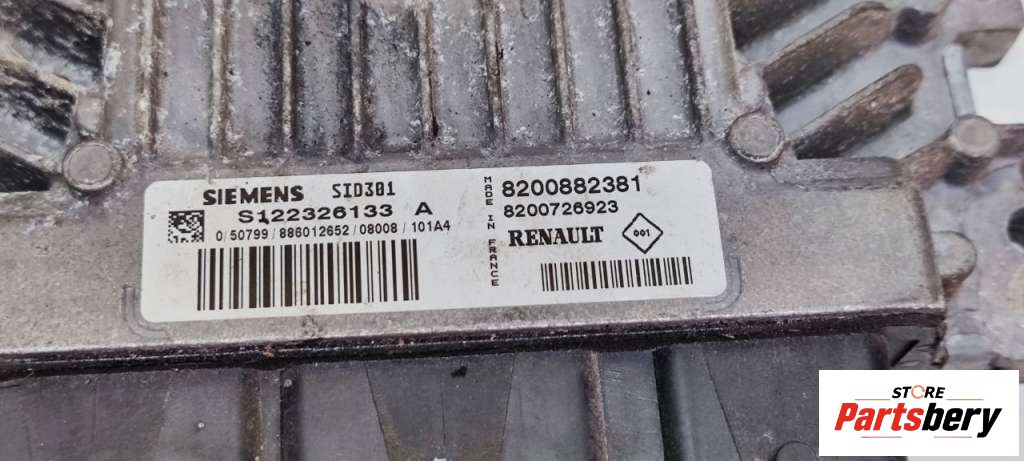 SIEMENS SID301
S122326133 A
0/50799/886012652/08008/101A4
MADE IN FRANCE
8200882381
8200726923
RENAULT
001
STORE
Partsbery